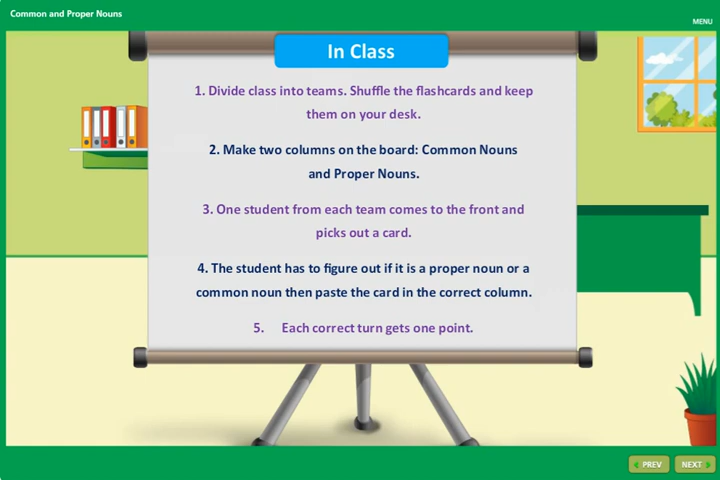 Common and Proper Nouns
MENU
In Class
1. Divide class into teams. Shuffle the flashcards and keep
them on your desk.
2. Make two columns on the board: Common Nouns
and Proper Nouns.
3. One student from each team comes to the front and
picks out a card.
4. The student has to figure out if it is a proper noun or a
common noun then paste the card in the correct column.
5. Each correct turn gets one point.
PREV
NEXT